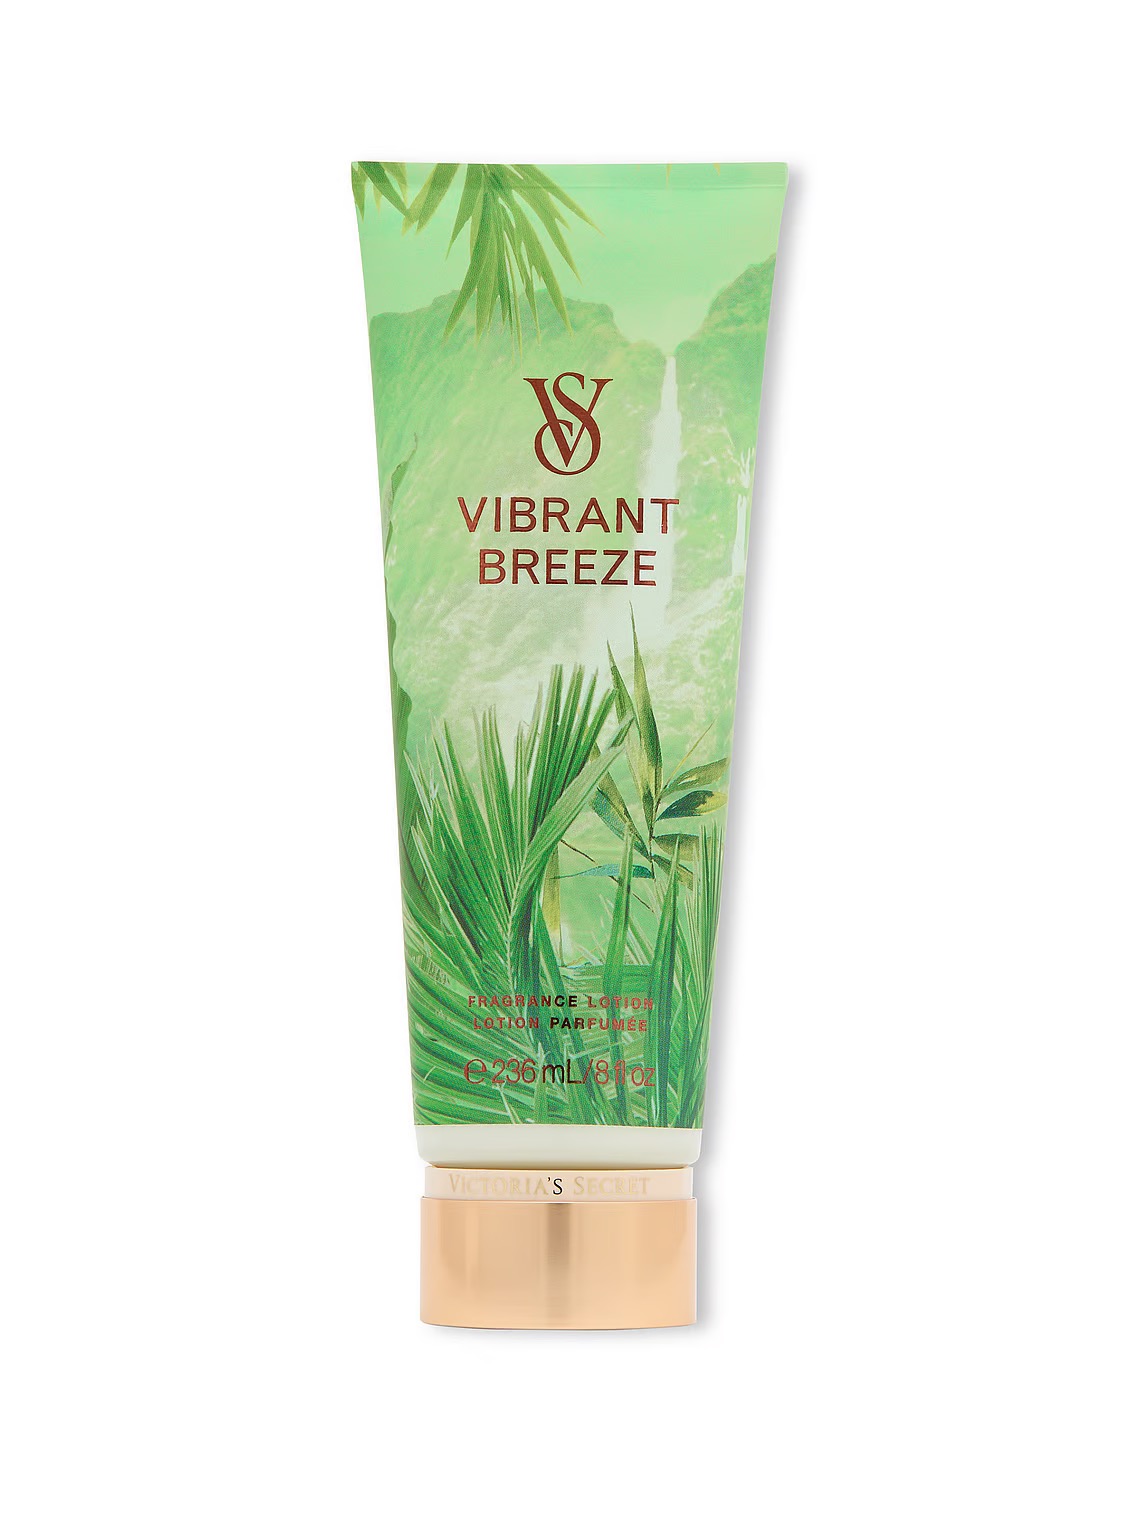 VS
VIBRANT
BREEZE
FRAGRANCE LOTION
LOTION PARFUMÉE
℮ 236 mL/8 fl oz
VICTORIA'S SECRET